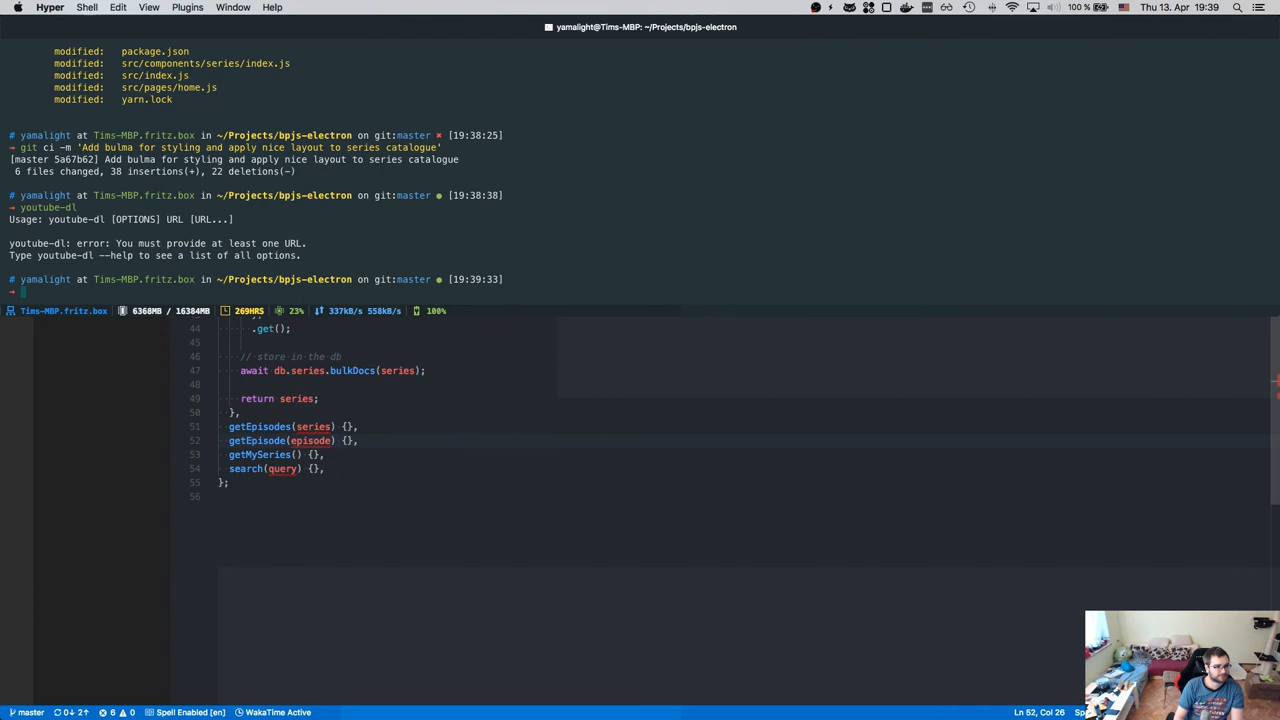 Hyper Shell Edit View Plugins Window Help 100 % Thu 13. Apr 19:39
yamalight@Tims-MBP: ~/Projects/bpjs-electron
modified: package.json
modified: src/components/series/index.js
modified: src/index.js
modified: src/pages/home.js
modified: yarn.lock
# yamalight at Tims-MBP.fritz.box in ~/Projects/bpjs-electron on git:master ✖ [19:38:25]
→ git ci -m 'Add bulma for styling and apply nice layout to series catalogue'
[master 5a67b62] Add bulma for styling and apply nice layout to series catalogue
6 files changed, 38 insertions(+), 22 deletions(-)
# yamalight at Tims-MBP.fritz.box in ~/Projects/bpjs-electron on git:master ● [19:38:38]
→ youtube-dl
Usage: youtube-dl [OPTIONS] URL [URL...]
youtube-dl: error: You must provide at least one URL.
Type youtube-dl --help to see a list of all options.
# yamalight at Tims-MBP.fritz.box in ~/Projects/bpjs-electron on git:master ● [19:39:33]
→
Tims-MBP.fritz.box 6368MB / 16384MB 269HRS 23% 337kB/s 558kB/s 100%
44 .get();
45
46 // store in the db
47 await db.series.bulkDocs(series);
48
49 return series;
50 },
51 getEpisodes(series) {},
52 getEpisode(episode) {},
53 getMySeries() {},
54 search(query) {},
55 };
56
master 0↓ 2↑ 6 0 Spell Enabled [en] WakaTime Active Ln 52, Col 26